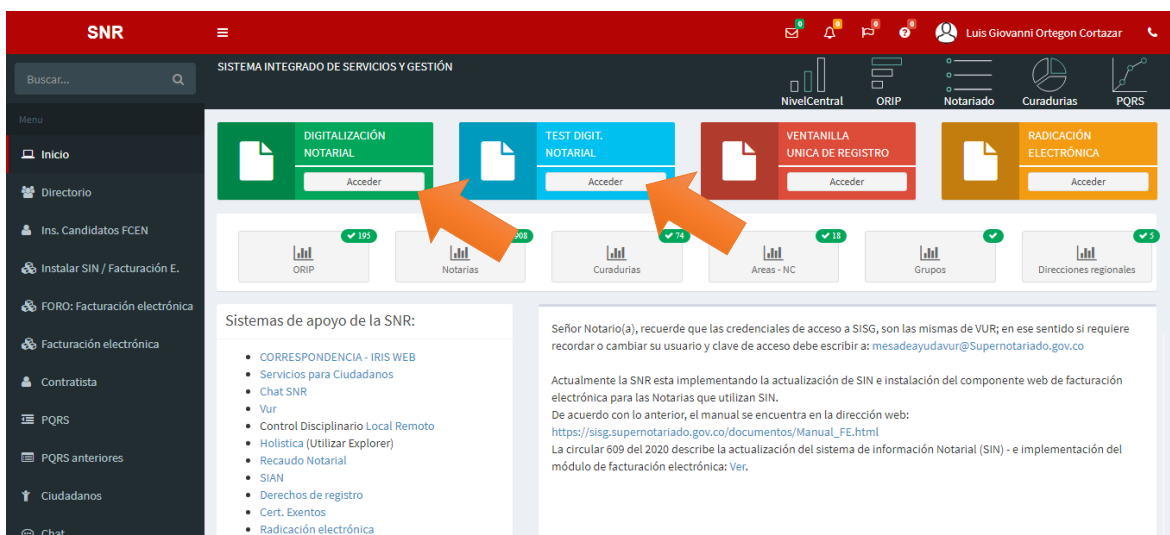 SNR
0 0 0 0 Luis Giovanni Ortegon Cortazar
Buscar...
SISTEMA INTEGRADO DE SERVICIOS Y GESTIÓN
NivelCentral ORIP Notariado Curadurias PQRS
Menu
Inicio
Directorio
Ins. Candidatos FCEN
Instalar SIN / Facturación E.
FORO: Facturación electrónica
Facturación electrónica
Contratista
PQRS
PQRS anteriores
Ciudadanos
Chat
DIGITALIZACIÓN
NOTARIAL
Acceder
TEST DIGIT.
NOTARIAL
Acceder
VENTANILLA
UNICA DE REGISTRO
Acceder
RADICACIÓN
ELECTRÓNICA
Acceder
195
ORIP
Notarias
74
Curadurias
18
Areas - NC
Grupos
5
Direcciones regionales
Sistemas de apoyo de la SNR:
CORRESPONDENCIA - IRIS WEB
Servicios para Ciudadanos
Chat SNR
Vur
Control Disciplinario Local Remoto
Holistica (Utilizar Explorer)
Recaudo Notarial
SIAN
Derechos de registro
Cert. Exentos
Radicación electrónica
Señor Notario(a), recuerde que las credenciales de acceso a SISG, son las mismas de VUR; en ese sentido si requiere
recordar o cambiar su usuario y clave de acceso debe escribir a: mesadeayudavur@Supernotariado.gov.co
Actualmente la SNR esta implementando la actualización de SIN e instalación del componente web de facturación
electrónica para las Notarias que utilizan SIN.
De acuerdo con lo anterior, el manual se encuentra en la dirección web:
https://sisg.supernotariado.gov.co/documentos/Manual_FE.html
La circular 609 del 2020 describe la actualización del sistema de información Notarial (SIN) - e implementación del
módulo de facturación electrónica: Ver.